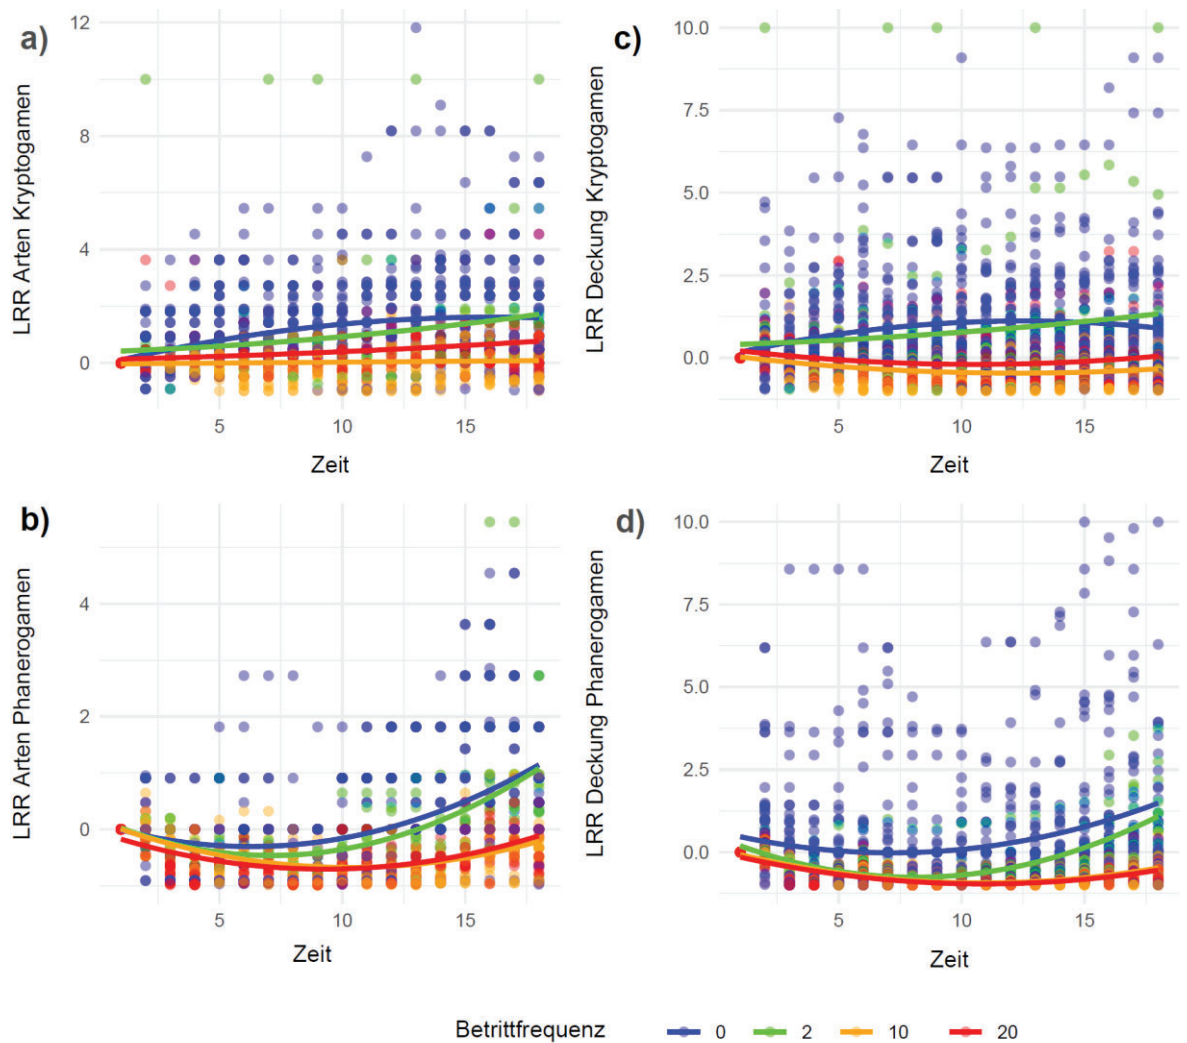 a)
LRR Arten Kryptogamen
12
8
4
0
5 10 15
Zeit
c)
LRR Deckung Kryptogamen
10.0
7.5
5.0
2.5
0.0
5 10 15
Zeit
b)
LRR Arten Phanerogamen
4
2
0
5 10 15
Zeit
d)
LRR Deckung Phanerogamen
10.0
7.5
5.0
2.5
0.0
5 10 15
Zeit
Betrittfrequenz 0 2 10 20